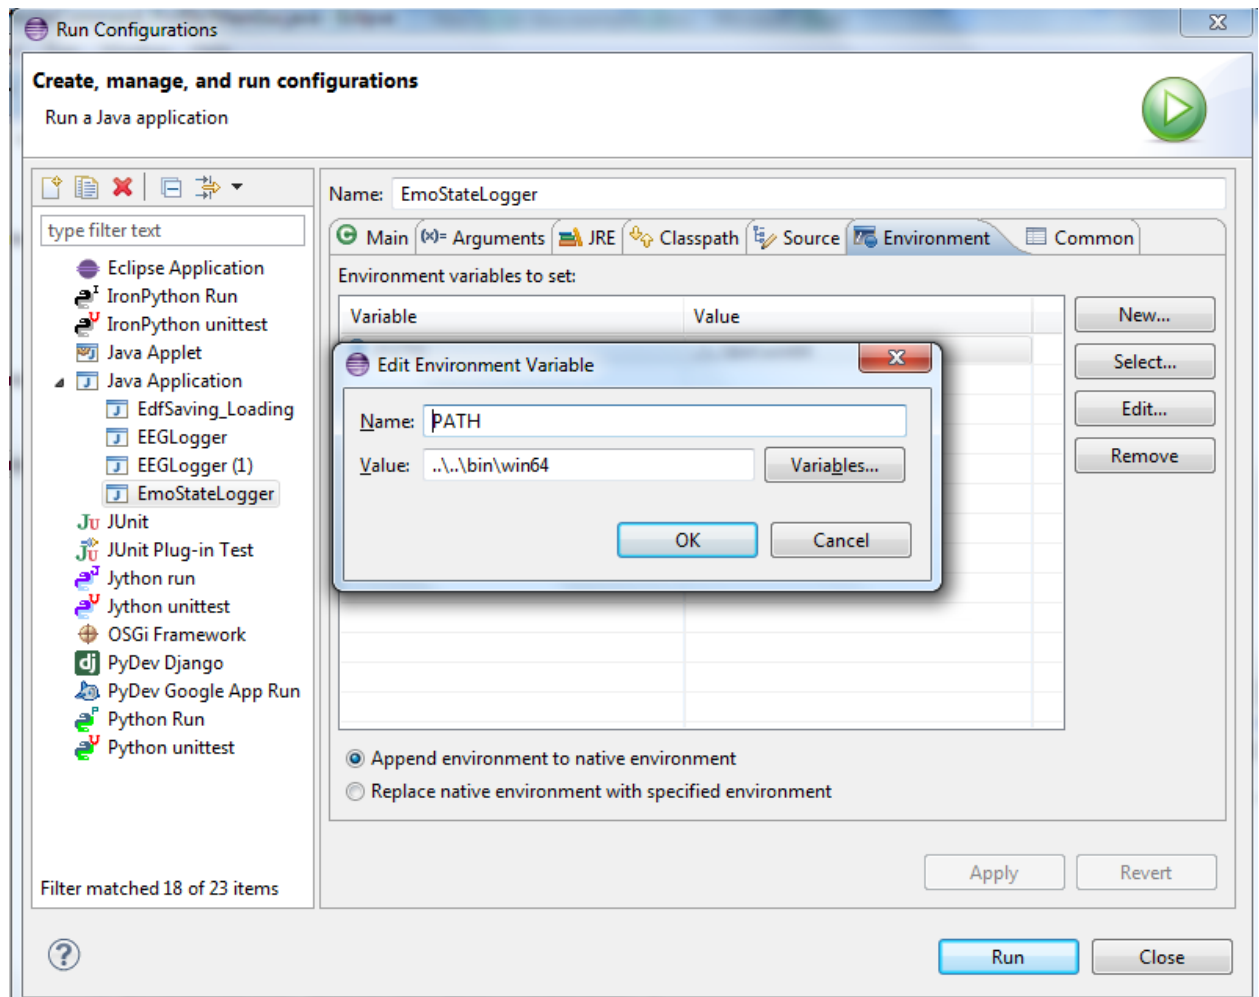 Run Configurations
Create, manage, and run configurations
Run a Java application
type filter text
Eclipse Application
IronPython Run
IronPython unittest
Java Applet
Java Application
EdfSaving_Loading
EEGLogger
EEGLogger (1)
EmoStateLogger
JUnit
JUnit Plug-in Test
Jython run
Jython unittest
OSGi Framework
PyDev Django
PyDev Google App Run
Python Run
Python unittest
Filter matched 18 of 23 items
Name: EmoStateLogger
Main (x)= Arguments JRE Classpath Source Environment Common
Environment variables to set:
Variable Value
New...
Select...
Edit...
Remove
Edit Environment Variable
Name: PATH
Value: ..\..\bin\win64 Variables...
OK Cancel
Append environment to native environment
Replace native environment with specified environment
Apply Revert
Run Close